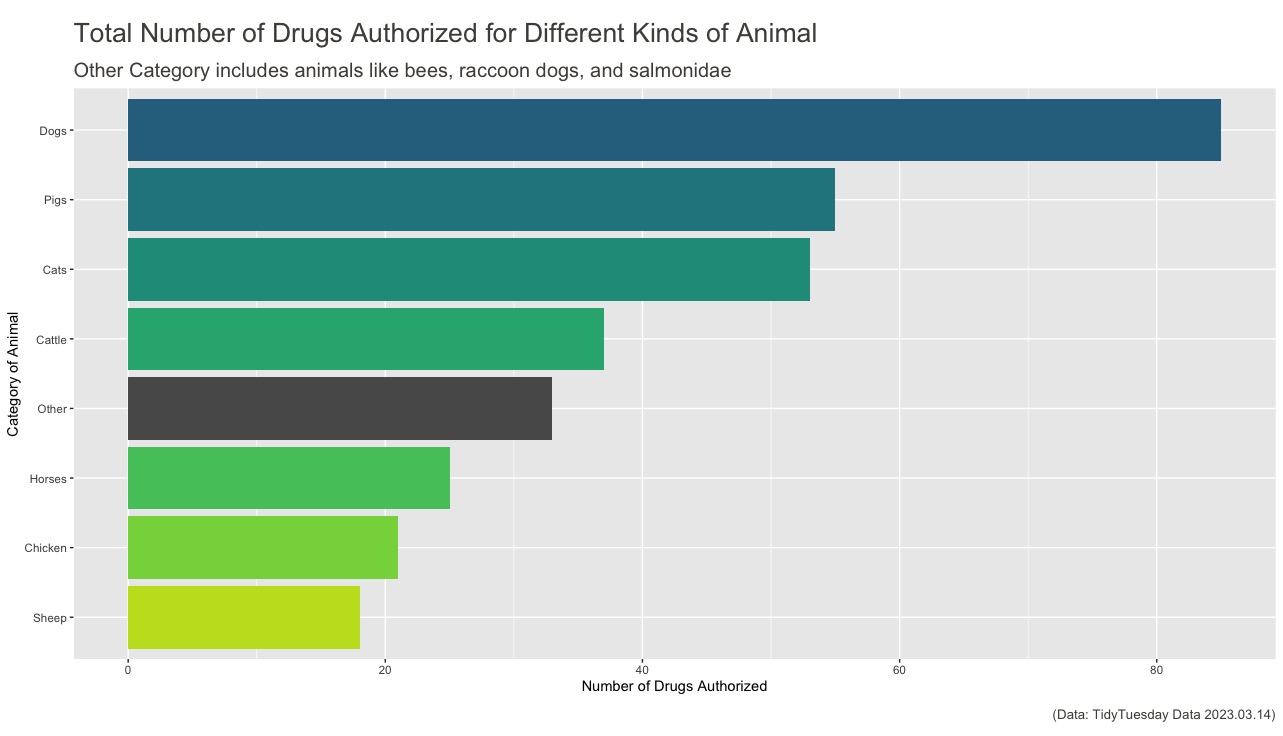 Total Number of Drugs Authorized for Different Kinds of Animal
Other Category includes animals like bees, raccoon dogs, and salmonidae
Category of Animal
Dogs
Pigs
Cats
Cattle
Other
Horses
Chicken
Sheep
0 20 40 60 80
Number of Drugs Authorized
(Data: TidyTuesday Data 2023.03.14)